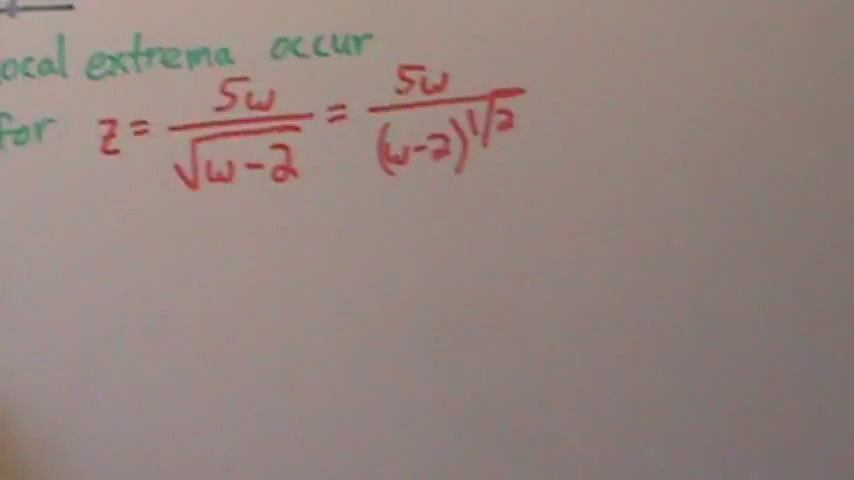 ocal extrema occur
for z = 5w/√(w-2) = 5w/(w-2)^1/2